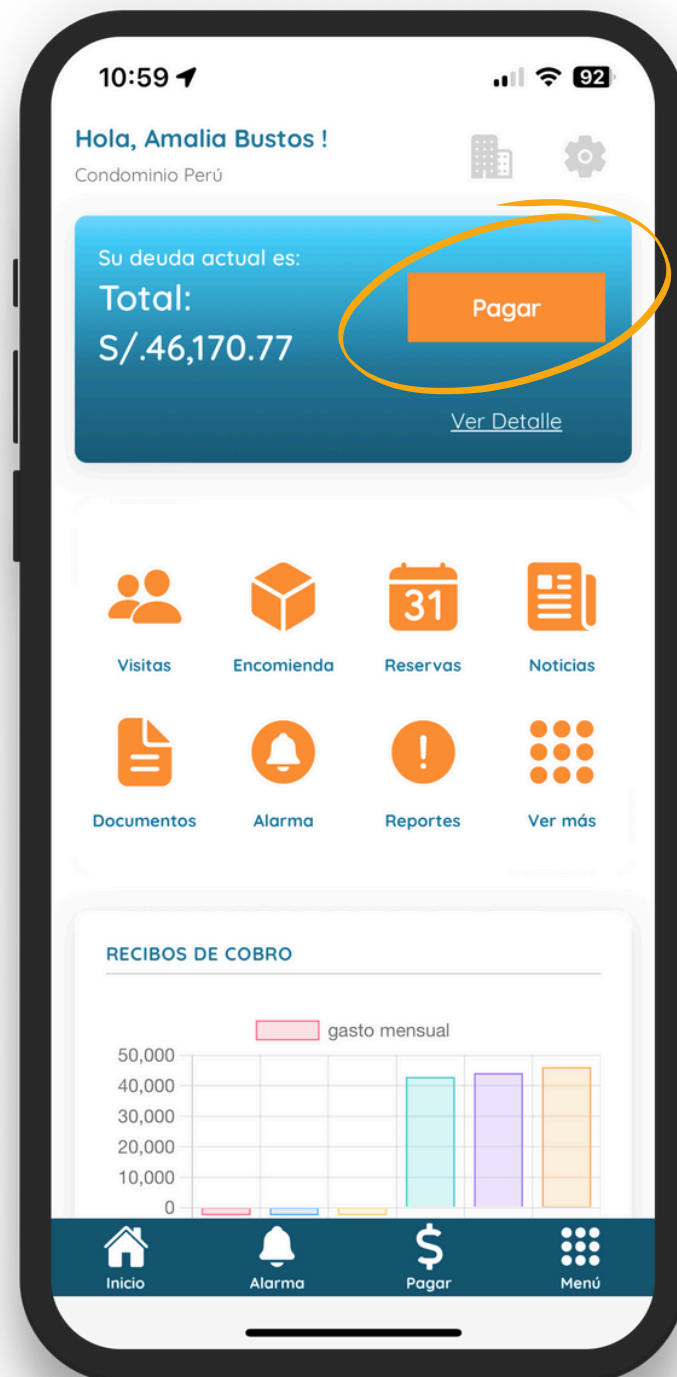 10:59
92
Hola, Amalia Bustos !
Condominio Perú
Su deuda actual es:
Total:
S/.46,170.77
Pagar
Ver Detalle
31
Visitas
Encomienda
Reservas
Noticias
!
Documentos
Alarma
Reportes
Ver más
RECIBOS DE COBRO
gasto mensual
50,000
40,000
30,000
20,000
10,000
0
$
Inicio
Alarma
Pagar
Menú